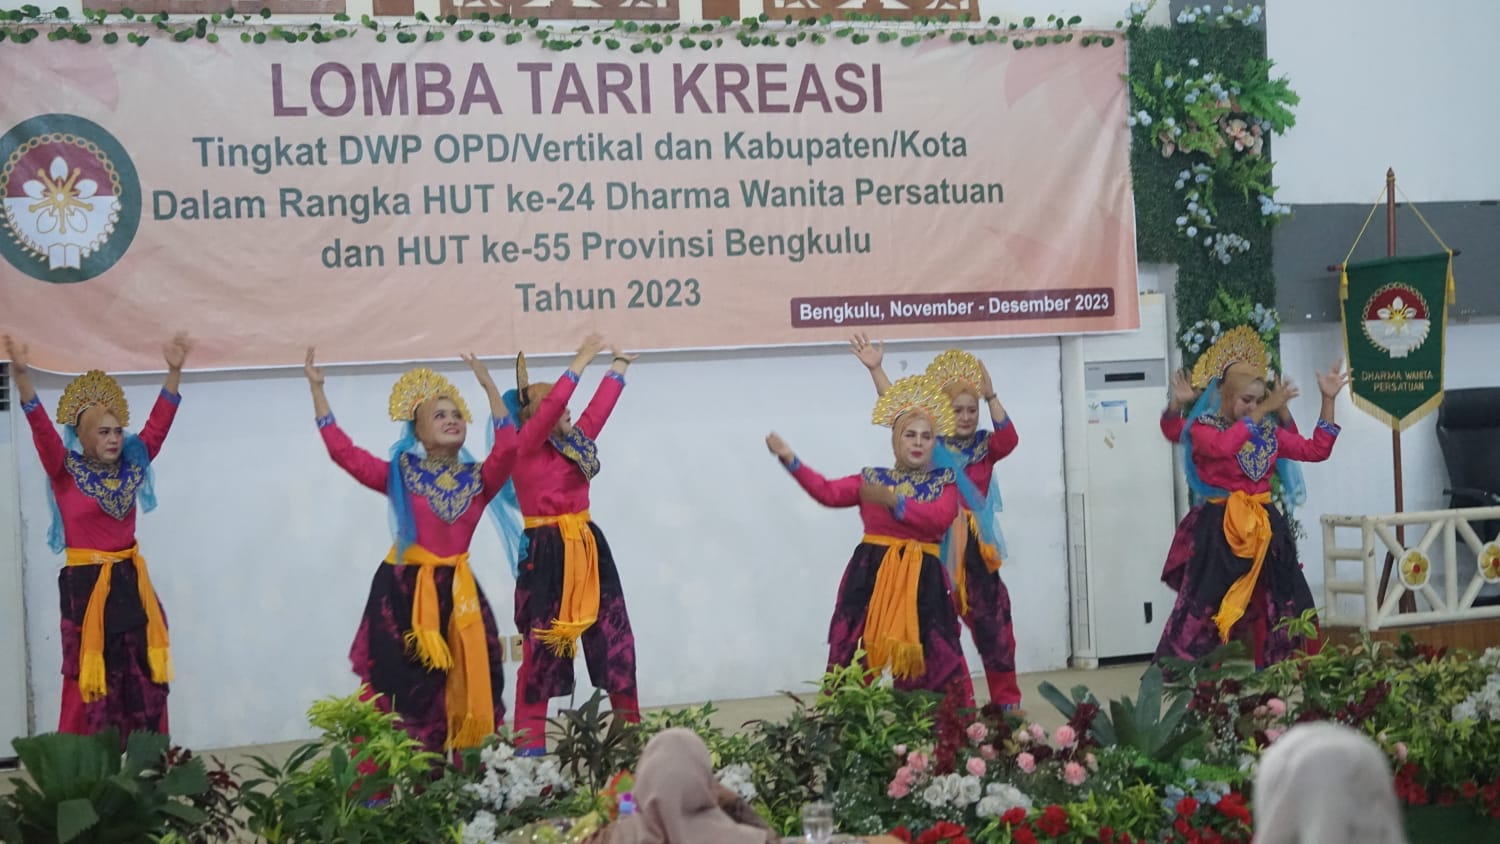 LOMBA TARI KREASI
Tingkat DWP OPD/Vertikal dan Kabupaten/Kota
Dalam Rangka HUT ke-24 Dharma Wanita Persatuan
dan HUT ke-55 Provinsi Bengkulu
Tahun 2023
Bengkulu, November - Desember 2023
DHARMA WANITA
PERSATUAN